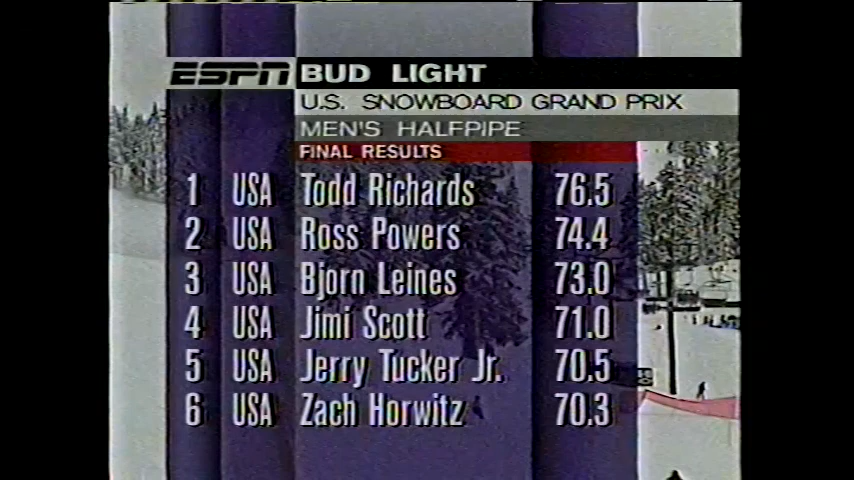 ESPN BUD LIGHT
U.S. SNOWBOARD GRAND PRIX
MEN'S HALFPIPE
FINAL RESULTS
1 USA Todd Richards 76.5
2 USA Ross Powers 74.4
3 USA Bjorn Leines 73.0
4 USA Jimi Scott 71.0
5 USA Jerry Tucker Jr. 70.5
6 USA Zach Horwitz 70.3